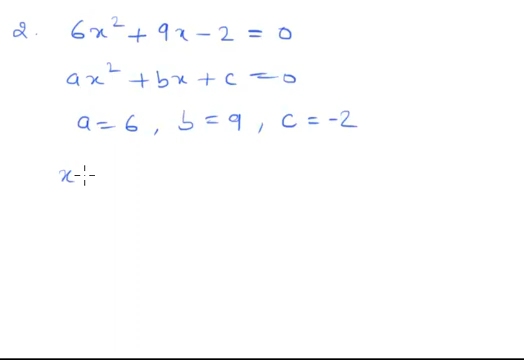 2. 6x² + 9x - 2 = 0
ax² + bx + c = 0
a = 6, b = 9, c = -2
x